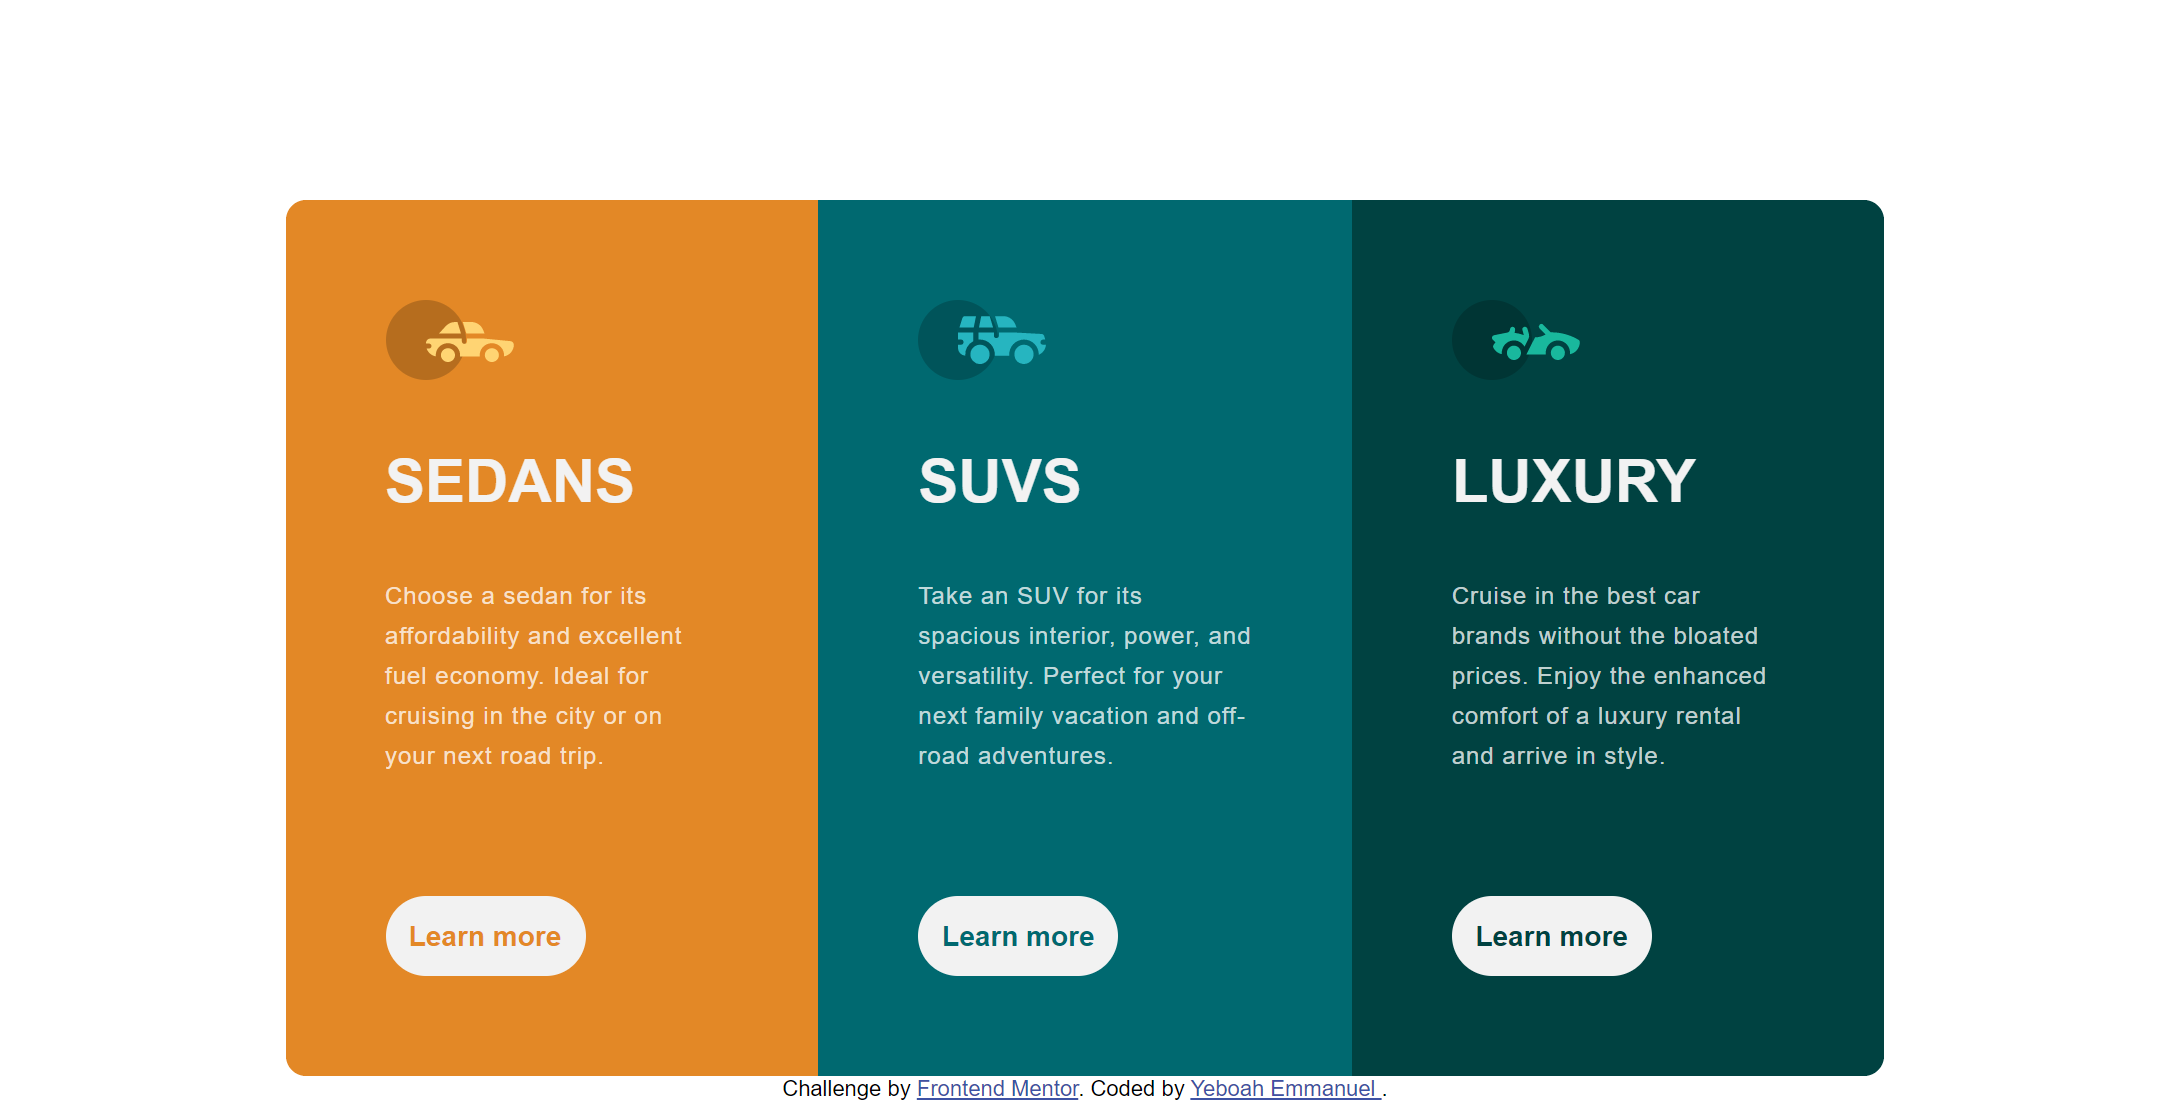 SEDANS
Choose a sedan for its
affordability and excellent
fuel economy. Ideal for
cruising in the city or on
your next road trip.
Learn more
SUVS
Take an SUV for its
spacious interior, power, and
versatility. Perfect for your
next family vacation and off-
road adventures.
Learn more
LUXURY
Cruise in the best car
brands without the bloated
prices. Enjoy the enhanced
comfort of a luxury rental
and arrive in style.
Learn more
Challenge by Frontend Mentor. Coded by Yeboah Emmanuel .